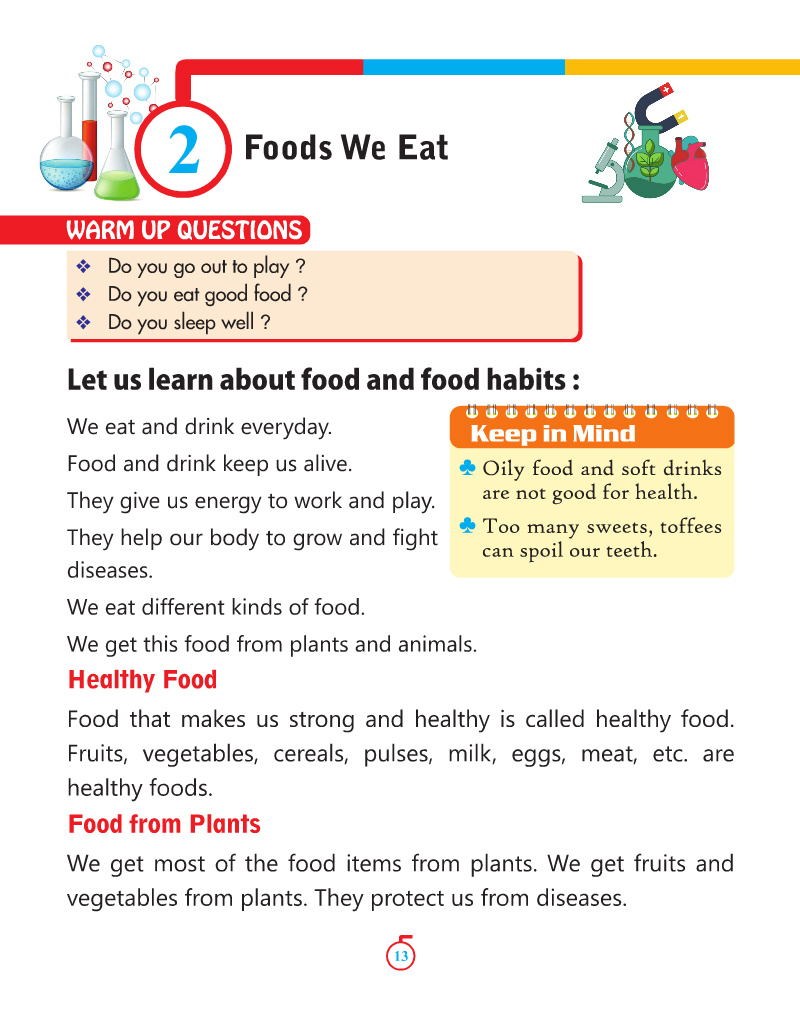 2
Foods We Eat
WARM UP QUESTIONS
❖ Do you go out to play ?
❖ Do you eat good food ?
❖ Do you sleep well ?
Let us learn about food and food habits :
We eat and drink everyday.
Food and drink keep us alive.
They give us energy to work and play.
They help our body to grow and fight
diseases.
We eat different kinds of food.
We get this food from plants and animals.
Keep in Mind
♣ Oily food and soft drinks
are not good for health.
♣ Too many sweets, toffees
can spoil our teeth.
Healthy Food
Food that makes us strong and healthy is called healthy food.
Fruits, vegetables, cereals, pulses, milk, eggs, meat, etc. are
healthy foods.
Food from Plants
We get most of the food items from plants. We get fruits and
vegetables from plants. They protect us from diseases.
13